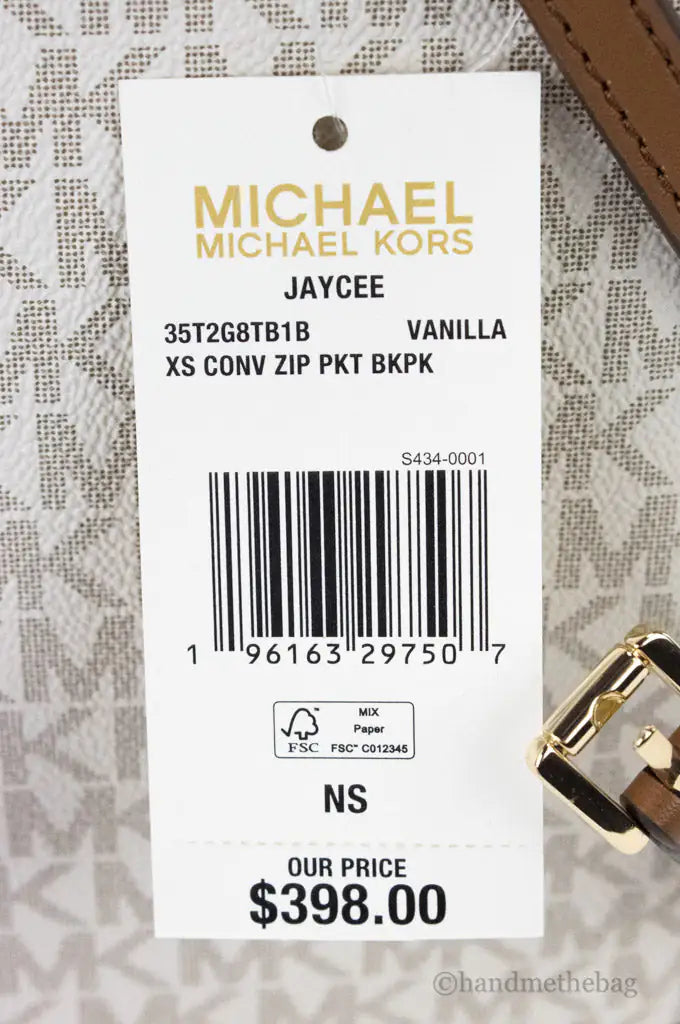 MICHAEL
MICHAEL KORS
JAYCEE
35T2G8TB1B VANILLA
XS CONV ZIP PKT BKPK
S434-0001
1 96163 29750 7
MIX
Paper
FSC™ C012345
FSC
NS
OUR PRICE
$398.00
©handmethebag